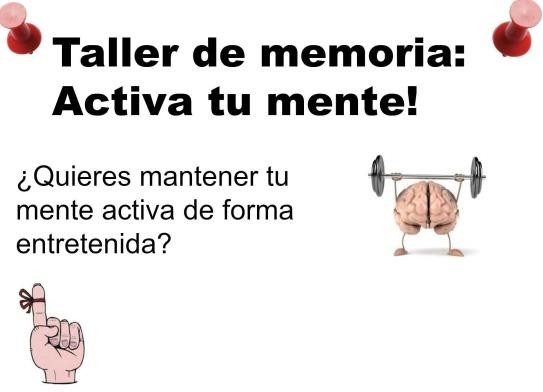 Taller de memoria:
Activa tu mente!
¿Quieres mantener tu
mente activa de forma
entretenida?